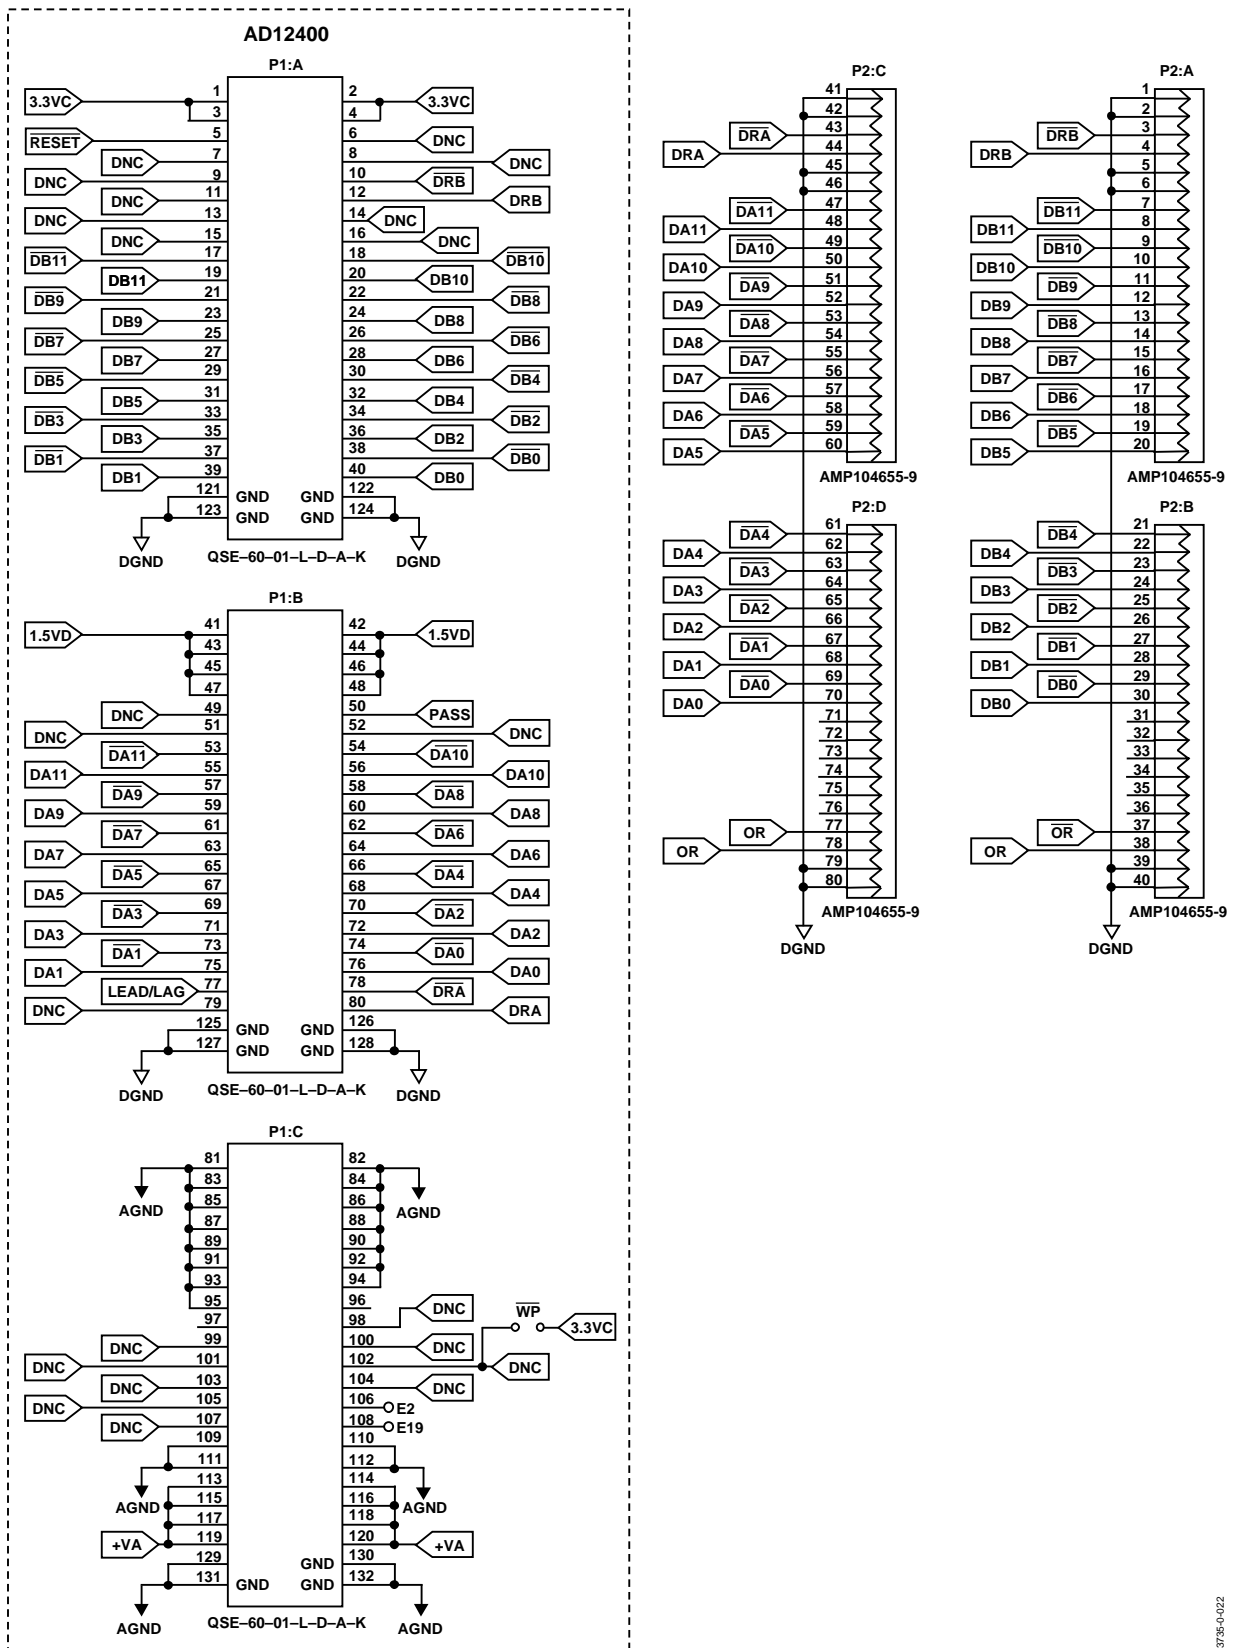 AD12400
P1:A
3.3VC 1 2 3.3VC
3 4
RESET 5 6 DNC
DNC 7 8 DNC
DNC 9 10 DRB
DNC 11 12 DRB
DNC 13 14 DNC
DNC 15 16 DNC
DB11 17 18 DB10
DB11 19 20 DB10
DB9 21 22 DB8
DB9 23 24 DB8
DB7 25 26 DB6
DB7 27 28 DB6
DB5 29 30 DB4
DB5 31 32 DB4
DB3 33 34 DB2
DB3 35 36 DB2
DB1 37 38 DB0
DB1 39 40 DB0
121 GND GND 122
123 GND GND 124
DGND QSE–60–01–L–D–A–K DGND
P1:B
1.5VD 41 42 1.5VD
43 44
45 46
47 48
DNC 49 50 PASS
DNC 51 52 DNC
DA11 53 54 DA10
DA11 55 56 DA10
DA9 57 58 DA8
DA9 59 60 DA8
DA7 61 62 DA6
DA7 63 64 DA6
DA5 65 66 DA4
DA5 67 68 DA4
DA3 69 70 DA2
DA3 71 72 DA2
DA1 73 74 DA0
DA1 75 76 DA0
LEAD/LAG 77 78 DRA
DNC 79 80 DRA
125 GND GND 126
127 GND GND 128
DGND QSE–60–01–L–D–A–K DGND
P1:C
81 82
83 84
85 86
AGND AGND
87 88
89 90
91 92
93 94
95 96
97 98 DNC
WP 3.3VC
DNC 99 100 DNC
DNC 101 102 DNC
DNC 103 104 DNC
DNC 105 106 E2
DNC 107 108 E19
109 110
111 112
113 114
AGND 115 116 AGND
117 118
+VA 119 120 +VA
129 GND 130
131 GND GND 132
AGND QSE–60–01–L–D–A–K AGND
P2:C
41
42
DRA 43
DRA 44
45
46
DA11 47
DA11 48
DA10 49
DA10 50
DA9 51
DA9 52
DA8 53
DA8 54
DA7 55
DA7 56
DA6 57
DA6 58
DA5 59
DA5 60
AMP104655-9
P2:D
DA4 61
DA4 62
DA3 63
DA3 64
DA2 65
DA2 66
DA1 67
DA1 68
DA0 69
DA0 70
71
72
73
74
75
76
OR 77
OR 78
79
80
AMP104655-9
DGND
P2:A
1
2
DRB 3
DRB 4
5
6
DB11 7
DB11 8
DB10 9
DB10 10
DB9 11
DB9 12
DB8 13
DB8 14
DB7 15
DB7 16
DB6 17
DB6 18
DB5 19
DB5 20
AMP104655-9
P2:B
DB4 21
DB4 22
DB3 23
DB3 24
DB2 25
DB2 26
DB1 27
DB1 28
DB0 29
DB0 30
31
32
33
34
35
36
OR 37
OR 38
39
40
AMP104655-9
DGND
3735-0-022